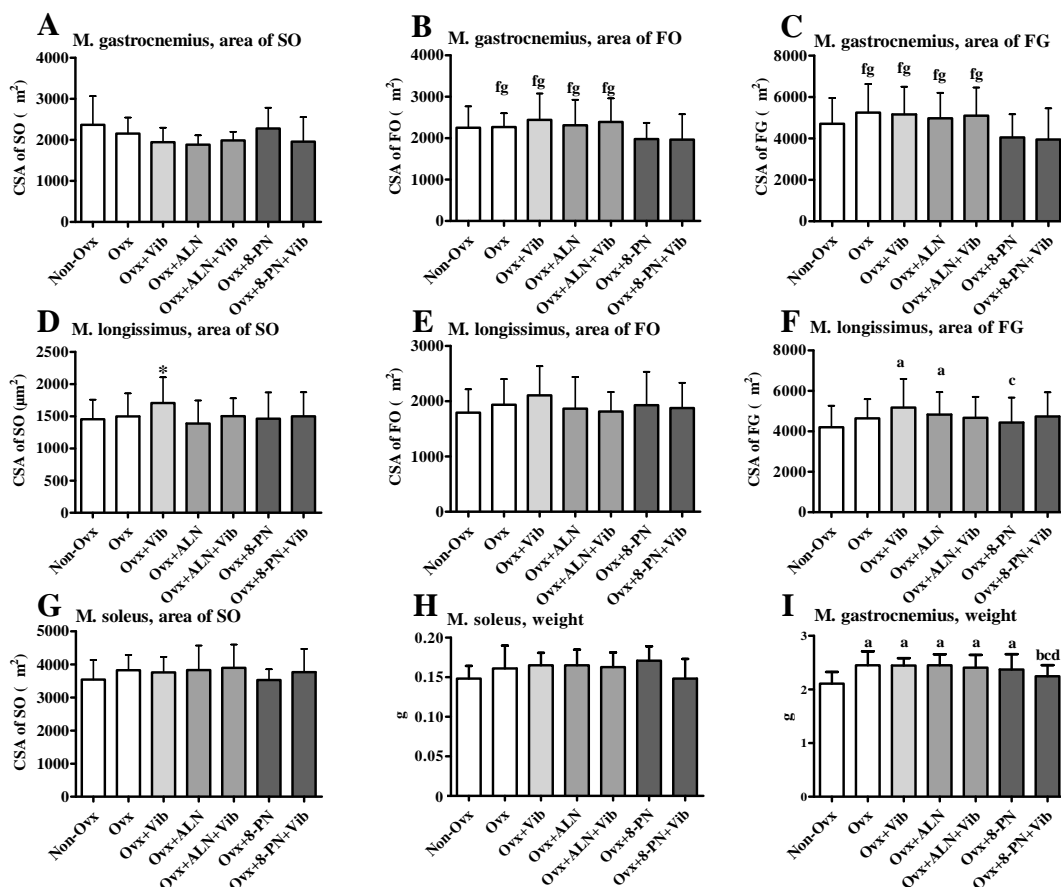 A M. gastrocnemius, area of SO
CSA of SO ( m²)
4000
3000
2000
1000
0
Non-Ovx
Ovx
Ovx+Vib
Ovx+ALN
Ovx+ALN+Vib
Ovx+8-PN
Ovx+8-PN+Vib
B M. gastrocnemius, area of FO
CSA of FO ( m²)
4000
3000
2000
1000
0
fg fg fg fg
Non-Ovx
Ovx
Ovx+Vib
Ovx+ALN
Ovx+ALN+Vib
Ovx+8-PN
Ovx+8-PN+Vib
C M. gastrocnemius, area of FG
CSA of FG ( m²)
8000
6000
4000
2000
0
fg fg fg fg
Non-Ovx
Ovx
Ovx+Vib
Ovx+ALN
Ovx+ALN+Vib
Ovx+8-PN
Ovx+8-PN+Vib
D M. longissimus, area of SO
CSA of SO (µm²)
2500
2000
1500
1000
500
0
*
Non-Ovx
Ovx
Ovx+Vib
Ovx+ALN
Ovx+ALN+Vib
Ovx+8-PN
Ovx+8-PN+Vib
E M. longissimus, area of FO
CSA of FO ( m²)
3000
2000
1000
0
Non-Ovx
Ovx
Ovx+Vib
Ovx+ALN
Ovx+ALN+Vib
Ovx+8-PN
Ovx+8-PN+Vib
F M. longissimus, area of FG
CSA of FG ( m²)
8000
6000
4000
2000
0
a a c
Non-Ovx
Ovx
Ovx+Vib
Ovx+ALN
Ovx+ALN+Vib
Ovx+8-PN
Ovx+8-PN+Vib
G M. soleus, area of SO
CSA of SO ( m²)
5000
4000
3000
2000
1000
0
Non-Ovx
Ovx
Ovx+Vib
Ovx+ALN
Ovx+ALN+Vib
Ovx+8-PN
Ovx+8-PN+Vib
H M. soleus, weight
g
0.20
0.15
0.10
0.05
0.00
Non-Ovx
Ovx
Ovx+Vib
Ovx+ALN
Ovx+ALN+Vib
Ovx+8-PN
Ovx+8-PN+Vib
I M. gastrocnemius, weight
g
3
2
1
0
a a a a a bcd
Non-Ovx
Ovx
Ovx+Vib
Ovx+ALN
Ovx+ALN+Vib
Ovx+8-PN
Ovx+8-PN+Vib